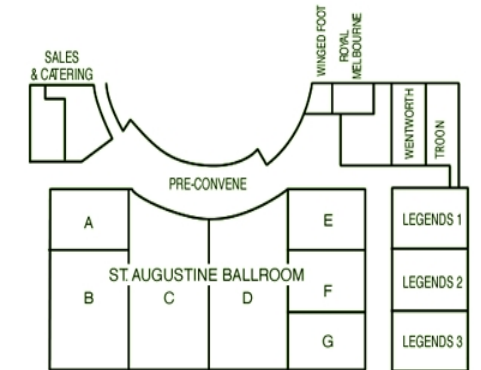 SALES
& CATERING
WINGED FOOT
ROYAL
MELBOURNE
WENTWORTH
TROON
PRE-CONVENE
A
E
LEGENDS 1
ST. AUGUSTINE BALLROOM
B
C
D
F
LEGENDS 2
G
LEGENDS 3